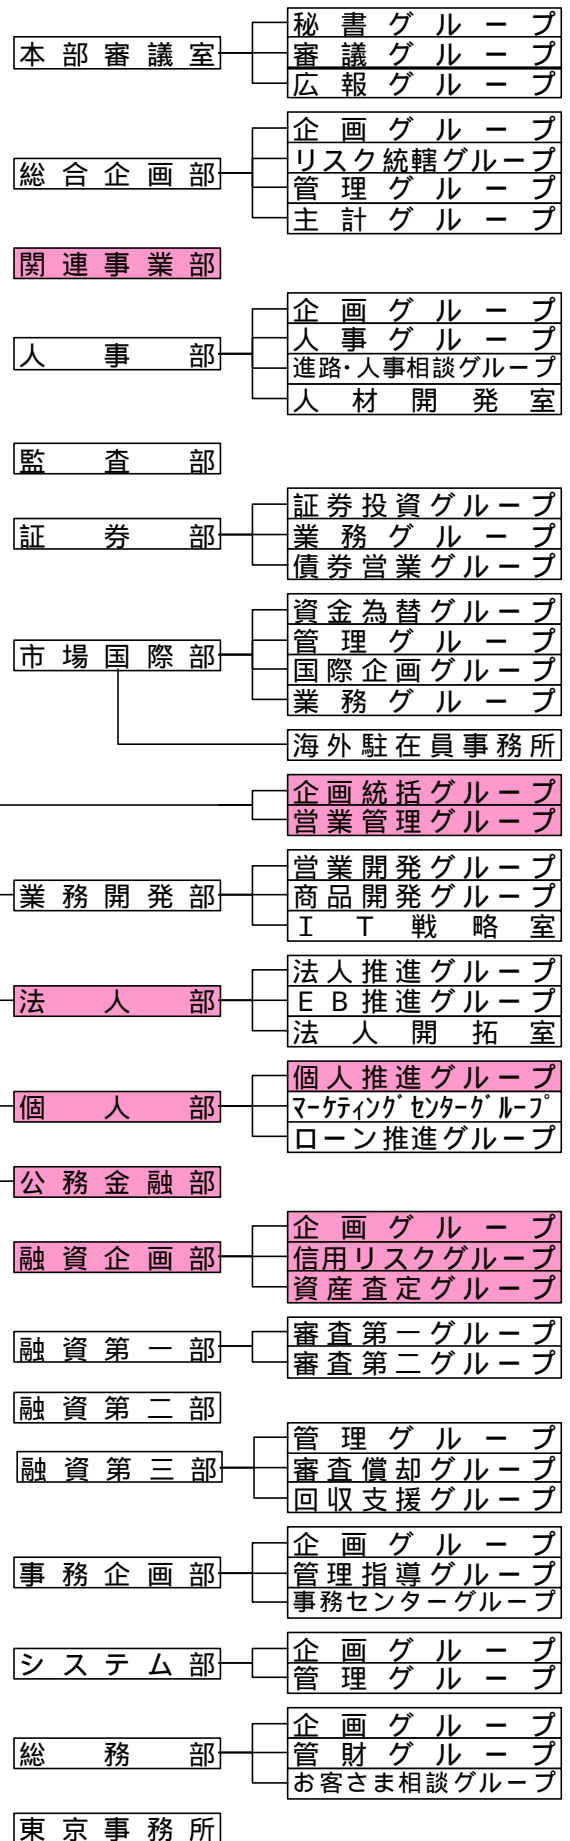 本部審議室
秘書グループ
審議グループ
広報グループ
総合企画部
企画グループ
リスク統轄グループ
管理グループ
主計グループ
関連事業部
人事部
企画グループ
人事グループ
進路・人事相談グループ
人材開発室
監査部
証券部
証券投資グループ
業務グループ
債券営業グループ
市場国際部
資金為替グループ
管理グループ
国際企画グループ
業務グループ
海外駐在員事務所
企画統括グループ
営業管理グループ
業務開発部
営業開発グループ
商品開発グループ
ＩＴ戦略室
法人部
法人推進グループ
ＥＢ推進グループ
法人開拓室
個人部
個人推進グループ
ﾏｰｹﾃｨﾝｸﾞｾﾝﾀｰｸﾞﾙｰﾌﾟ
ローン推進グループ
公務金融部
融資企画部
企画グループ
信用リスクグループ
資産査定グループ
融資第一部
審査第一グループ
審査第二グループ
融資第二部
融資第三部
管理グループ
審査償却グループ
回収支援グループ
事務企画部
企画グループ
管理指導グループ
事務センターグループ
システム部
企画グループ
管理グループ
総務部
企画グループ
管財グループ
お客さま相談グループ
東京事務所